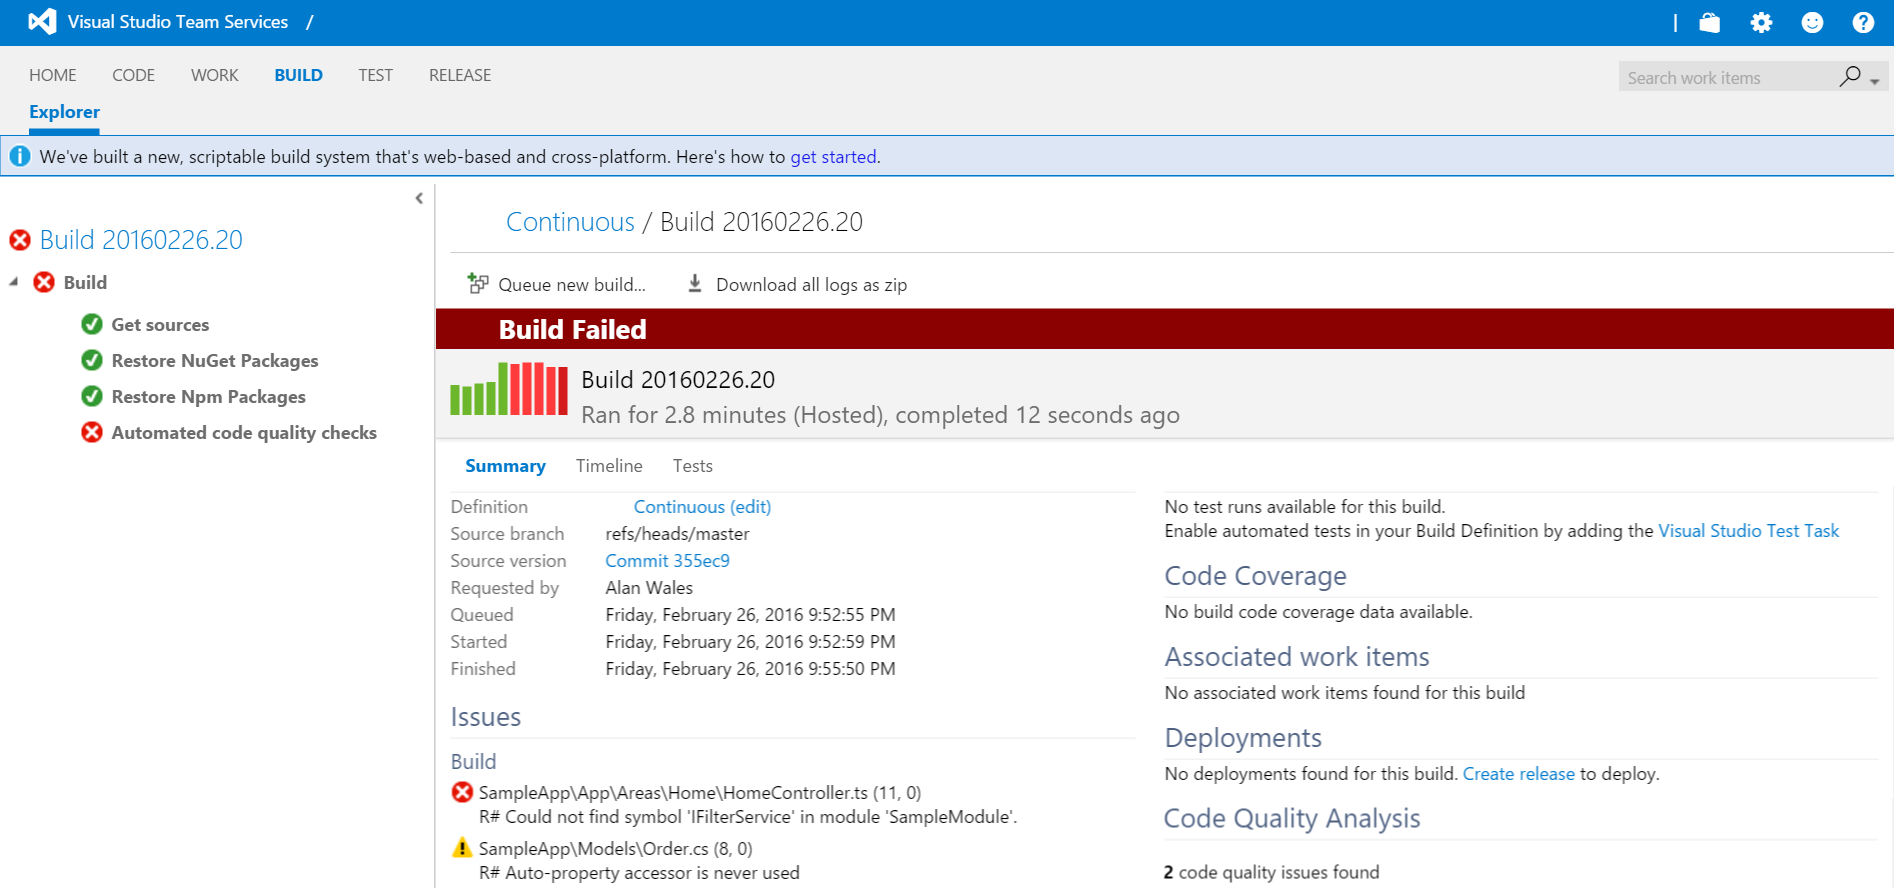 Visual Studio Team Services /
HOME CODE WORK BUILD TEST RELEASE
Search work items
Explorer
We've built a new, scriptable build system that's web-based and cross-platform. Here's how to get started.
Build 20160226.20
Build
Get sources
Restore NuGet Packages
Restore Npm Packages
Automated code quality checks
Continuous / Build 20160226.20
Queue new build... Download all logs as zip
Build Failed
Build 20160226.20
Ran for 2.8 minutes (Hosted), completed 12 seconds ago
Summary Timeline Tests
Definition Continuous (edit)
Source branch refs/heads/master
Source version Commit 355ec9
Requested by Alan Wales
Queued Friday, February 26, 2016 9:52:55 PM
Started Friday, February 26, 2016 9:52:59 PM
Finished Friday, February 26, 2016 9:55:50 PM
Issues
Build
SampleApp\App\Areas\Home\HomeController.ts (11, 0)
R# Could not find symbol 'IFilterService' in module 'SampleModule'.
SampleApp\Models\Order.cs (8, 0)
R# Auto-property accessor is never used
No test runs available for this build.
Enable automated tests in your Build Definition by adding the Visual Studio Test Task
Code Coverage
No build code coverage data available.
Associated work items
No associated work items found for this build
Deployments
No deployments found for this build. Create release to deploy.
Code Quality Analysis
2 code quality issues found